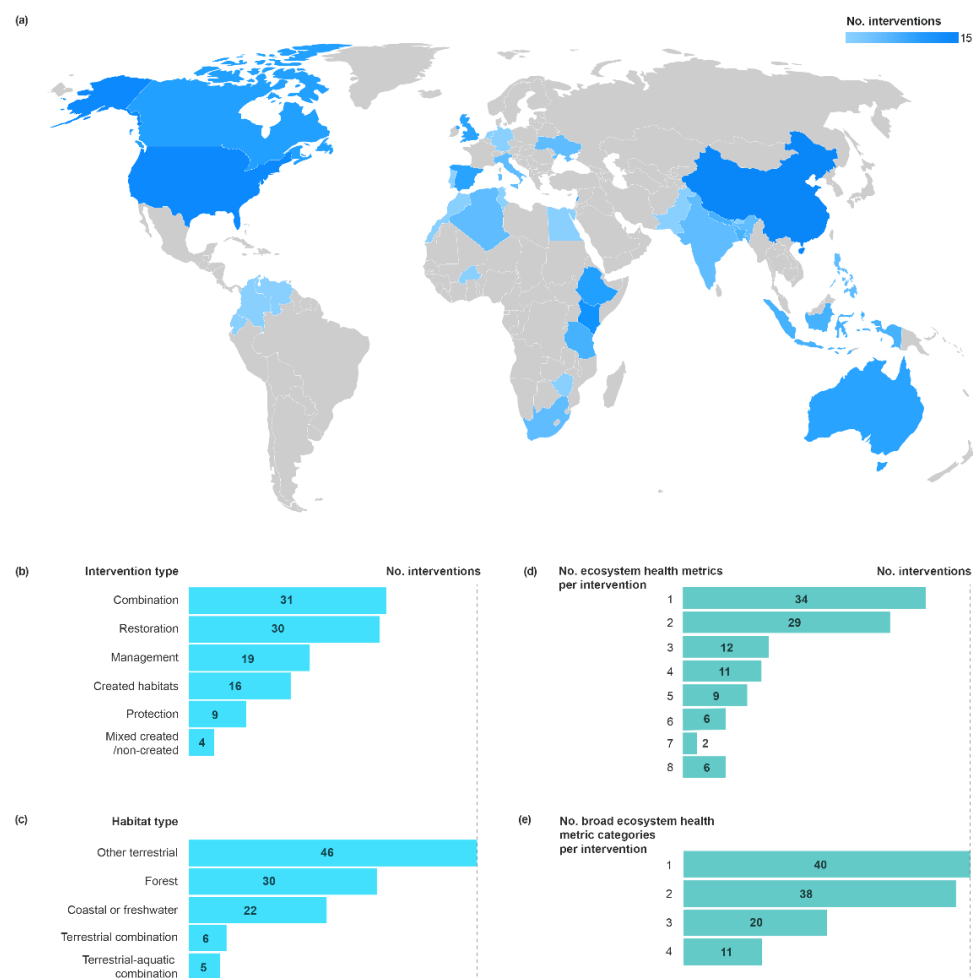 (a)
No. interventions
15
(b)
Intervention type
No. interventions
Combination
31
Restoration
30
Management
19
Created habitats
16
Protection
9
Mixed created
/non-created
4
(c)
Habitat type
Other terrestrial
46
Forest
30
Coastal or freshwater
22
Terrestrial combination
6
Terrestrial-aquatic
combination
5
(d)
No. ecosystem health metrics
per intervention
No. interventions
1
34
2
29
3
12
4
11
5
9
6
6
7
2
8
6
(e)
No. broad ecosystem health
metric categories
per intervention
1
40
2
38
3
20
4
11